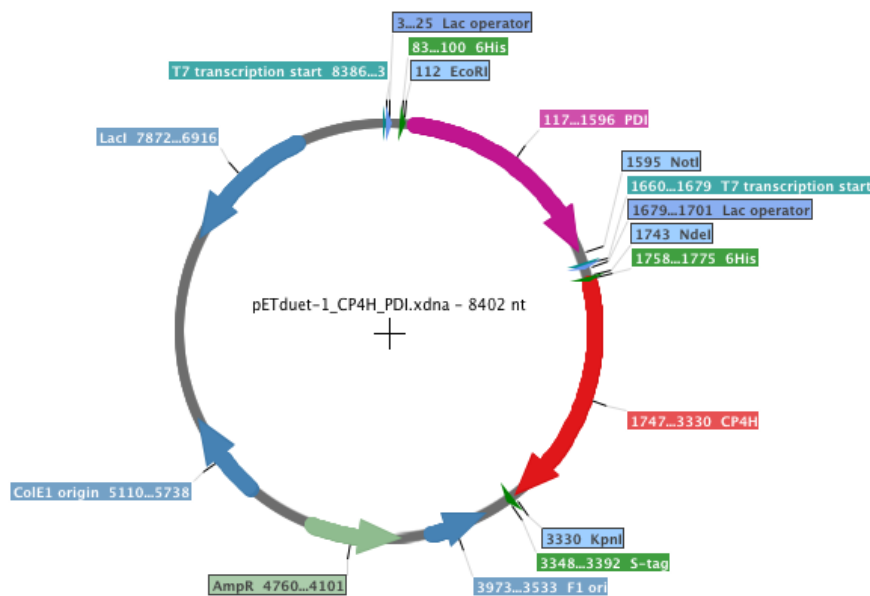 3...25 Lac operator
83...100 6His
T7 transcription start 8386...3
112 EcoRI
117...1596 PDI
LacI 7872...6916
1595 NotI
1660...1679 T7 transcription start
1679...1701 Lac operator
1743 NdeI
1758...1775 6His
pETduet-1_CP4H_PDI.xdna - 8402 nt
1747...3330 CP4H
ColE1 origin 5110...5738
3330 KpnI
3348...3392 S-tag
AmpR 4760...4101
3973...3533 F1 ori